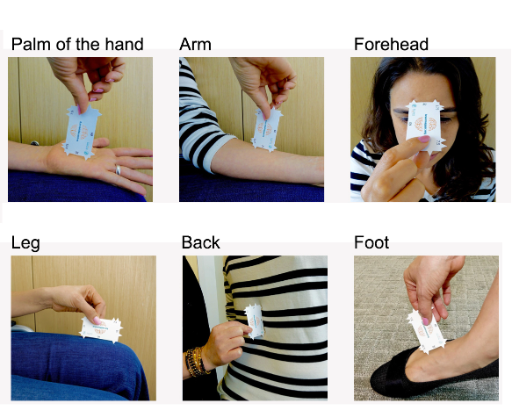 Palm of the hand
Arm
Forehead
Leg
Back
Foot